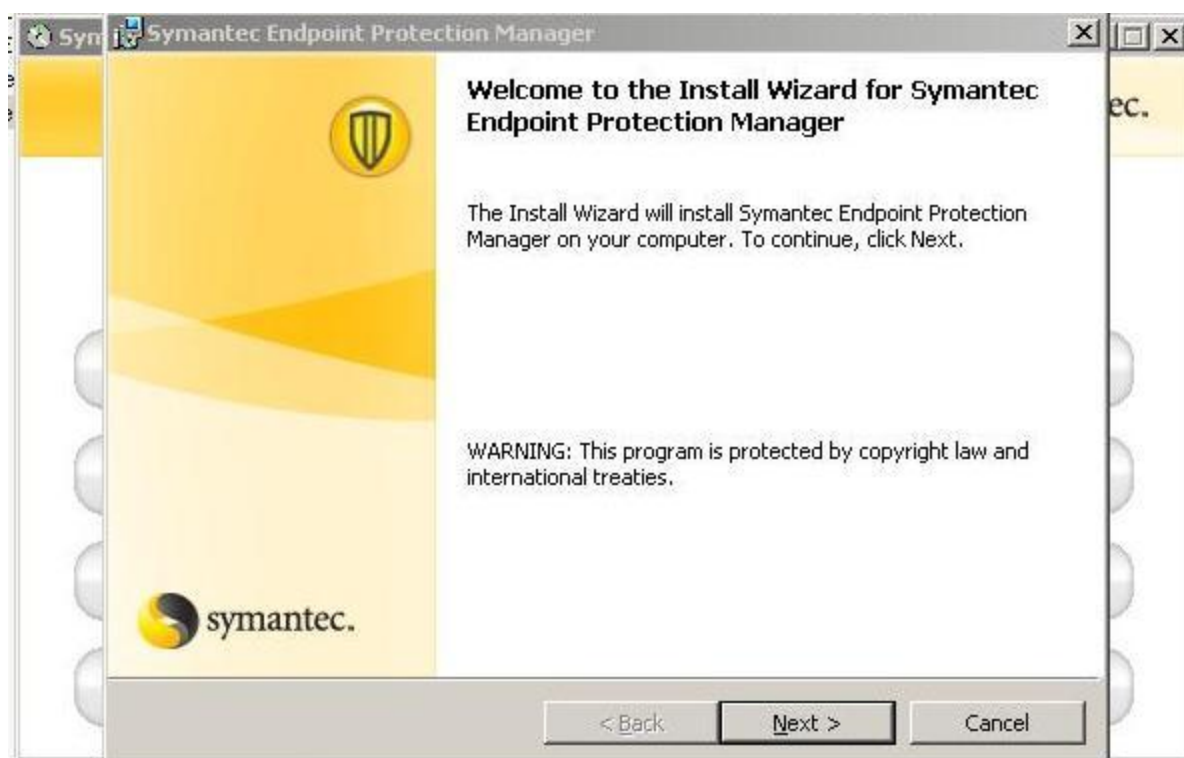 Sym
Symantec Endpoint Protection Manager
Welcome to the Install Wizard for Symantec
Endpoint Protection Manager
ec.
The Install Wizard will install Symantec Endpoint Protection
Manager on your computer. To continue, click Next.
WARNING: This program is protected by copyright law and
international treaties.
symantec.
< Back
Next >
Cancel